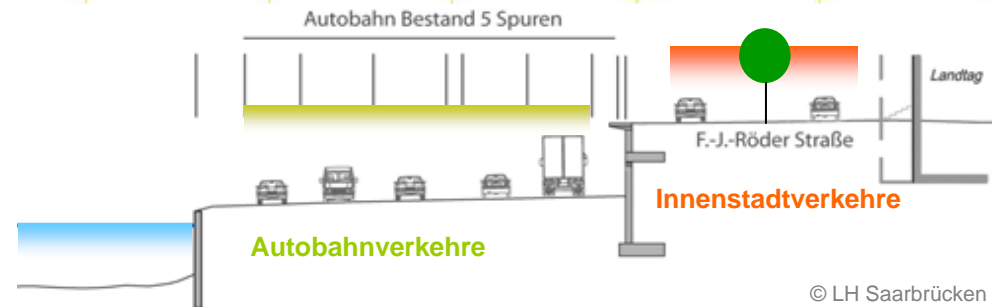 Autobahn Bestand 5 Spuren
Landtag
F.-J.-Röder Straße
Innenstadtverkehre
Autobahnverkehre
© LH Saarbrücken